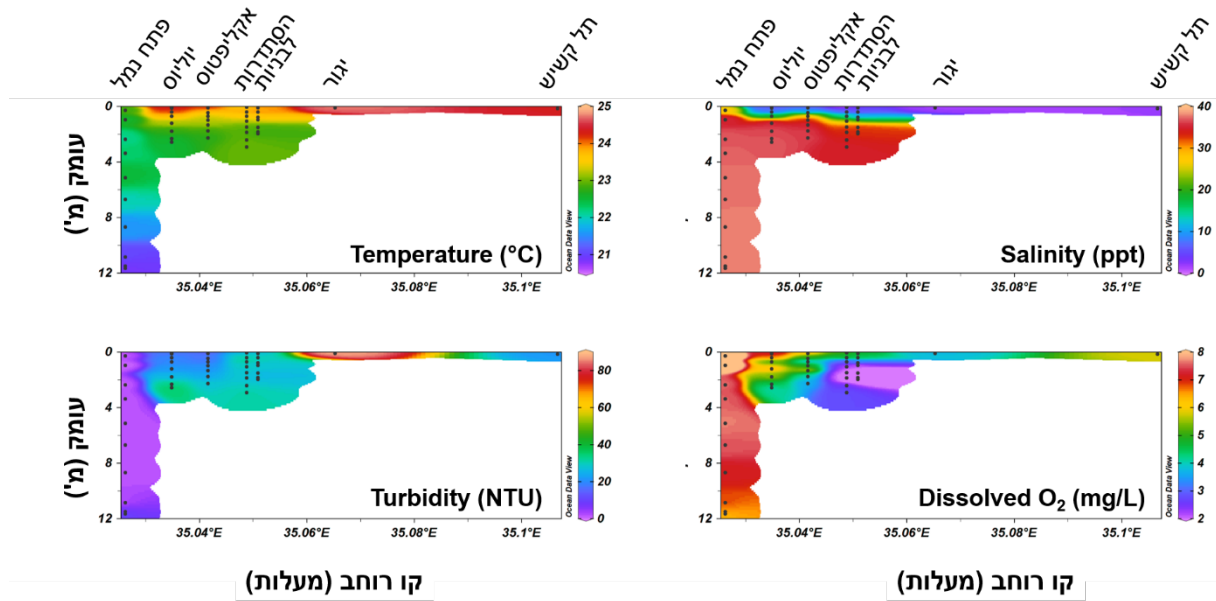 פתח נמל
יוליוס
אקליפטוס
הסתדרות
לבניות
יגור
תל קשיש
פתח נמל
יוליוס
אקליפטוס
הסתדרות
לבניות
יגור
תל קשיש
עומק (מ')
0
4
8
12
Temperature (°C)
35.04°E
35.06°E
35.08°E
35.1°E
25
24
23
22
21
Ocean Data View
0
4
8
12
Salinity (ppt)
35.04°E
35.06°E
35.08°E
35.1°E
40
30
20
10
0
Ocean Data View
עומק (מ')
0
4
8
12
Turbidity (NTU)
35.04°E
35.06°E
35.08°E
35.1°E
80
60
40
20
0
Ocean Data View
0
4
8
12
Dissolved O₂ (mg/L)
35.04°E
35.06°E
35.08°E
35.1°E
8
7
6
5
4
3
2
Ocean Data View
קו רוחב (מעלות)
קו רוחב (מעלות)